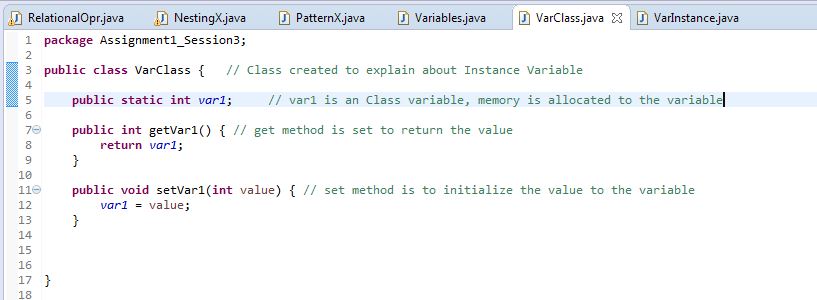 RelationalOpr.java NestingX.java PatternX.java Variables.java VarClass.java VarInstance.java
1 package Assignment1_Session3;
2
3 public class VarClass { // Class created to explain about Instance Variable
4
5 public static int var1; // var1 is an Class variable, memory is allocated to the variable
6
7 public int getVar1() { // get method is set to return the value
8 return var1;
9 }
10
11 public void setVar1(int value) { // set method is to initialize the value to the variable
12 var1 = value;
13 }
14
15
16
17 }
18